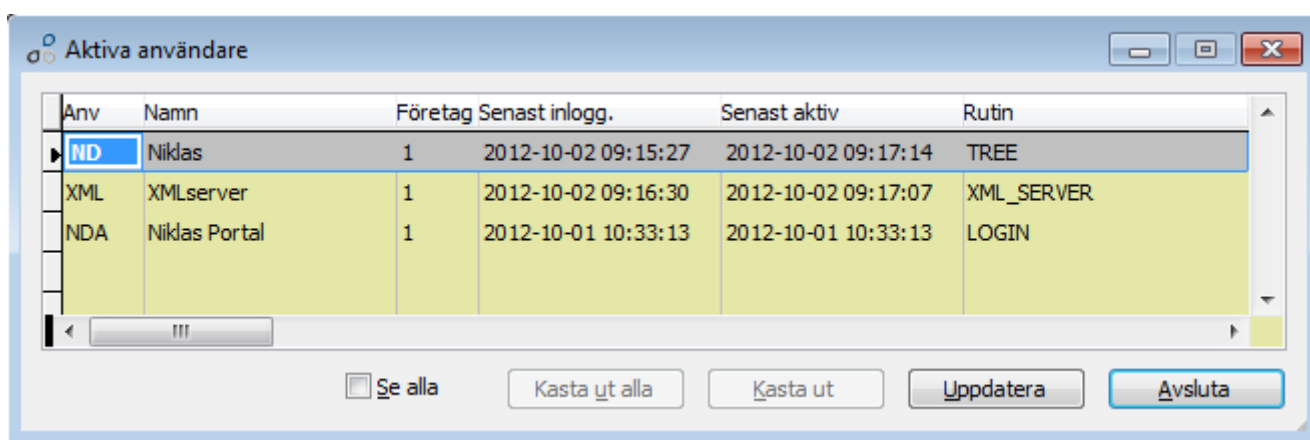 Aktiva användare
Anv Namn Företag Senast inlogg. Senast aktiv Rutin
ND Niklas 1 2012-10-02 09:15:27 2012-10-02 09:17:14 TREE
XML XMLserver 1 2012-10-02 09:16:30 2012-10-02 09:17:07 XML_SERVER
NDA Niklas Portal 1 2012-10-01 10:33:13 2012-10-01 10:33:13 LOGIN
Se alla Kasta ut alla Kasta ut Uppdatera Avsluta